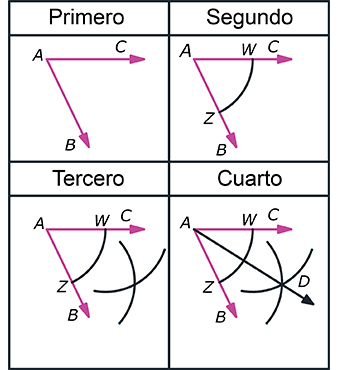 Primero
A C
B
Segundo
A W C
Z
B
Tercero
A W C
Z
B
Cuarto
A W C
Z
D
B